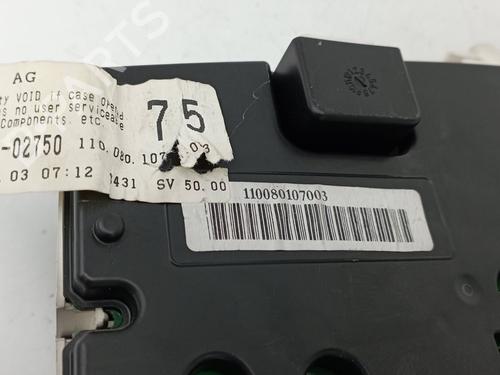 AG
ty VOID if case
s no user
Components. etc
75
-02750 110.080.107
.03 07:12 0431 SV 50.00
110080107003